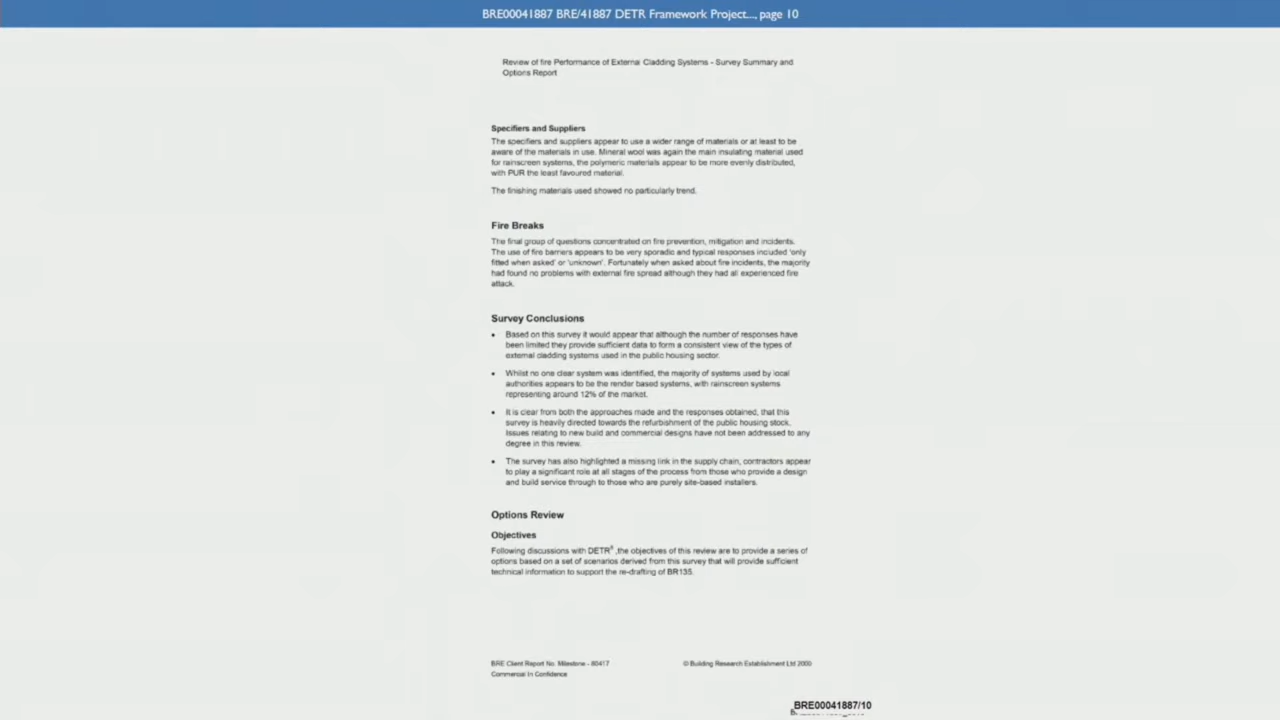 BRE00041887 BRE/41887 DETR Framework Project..., page 10
Review of fire Performance of External Cladding Systems - Survey Summary and
Options Report
Specifiers and Suppliers
The specifiers and suppliers appear to use a wider range of materials or at least to be
aware of the materials in use. Mineral wool was again the main insulating material used
for rainscreen systems, the polymeric materials appear to be more evenly distributed,
with PUR the least favoured material.
The finishing materials used showed no particularly trend.
Fire Breaks
The final group of questions concentrated on fire prevention, mitigation and incidents.
The use of fire barriers appears to be very sporadic and typical responses included 'only
fitted when asked' or 'unknown'. Fortunately when asked about fire incidents, the majority
had found no problems with external fire spread although they had all experienced fire
attack.
Survey Conclusions
• Based on this survey it would appear that although the number of responses have
been limited they provide sufficient data to form a consistent view of the types of
external cladding systems used in the public housing sector.
• Whilst no one clear system was identified, the majority of systems used by local
authorities appears to be the render based systems, with rainscreen systems
representing around 12% of the market.
• It is clear from both the approaches made and the responses obtained, that this
survey is heavily directed towards the refurbishment of the public housing stock.
Issues relating to new build and commercial designs have not been addressed to any
degree in this review.
• The survey has also highlighted a missing link in the supply chain, contractors appear
to play a significant role at all stages of the process from those who provide a design
and build service through to those who are purely site-based installers.
Options Review
Objectives
Following discussions with DETR ,the objectives of this review are to provide a series of
options based on a set of scenarios derived from this survey that will provide sufficient
technical information to support the re-drafting of BR135.
BRE Client Report No. Milestone - 80417 © Building Research Establishment Ltd 2000
Commercial In Confidence
BRE00041887/10